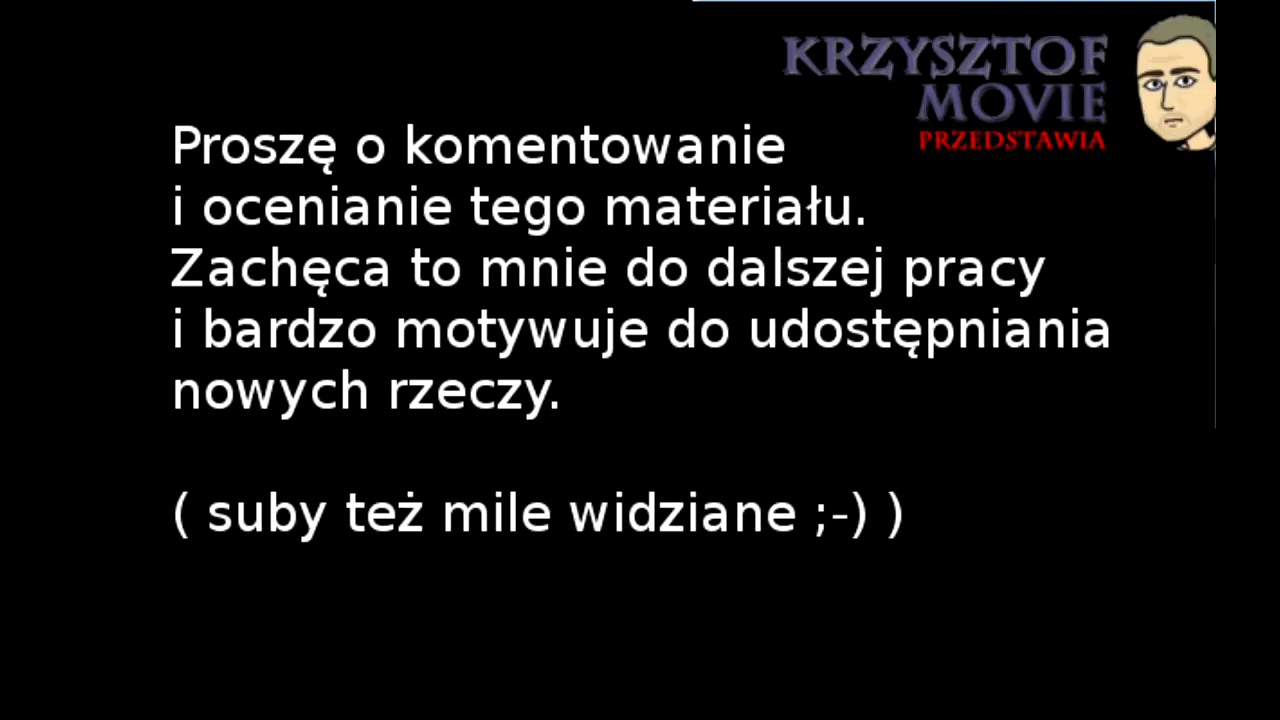 KRZYSZTOF
MOVIE
PRZEDSTAWIA
Proszę o komentowanie
i ocenianie tego materiału.
Zachęca to mnie do dalszej pracy
i bardzo motywuje do udostępniania
nowych rzeczy.
( suby też mile widziane ;-) )